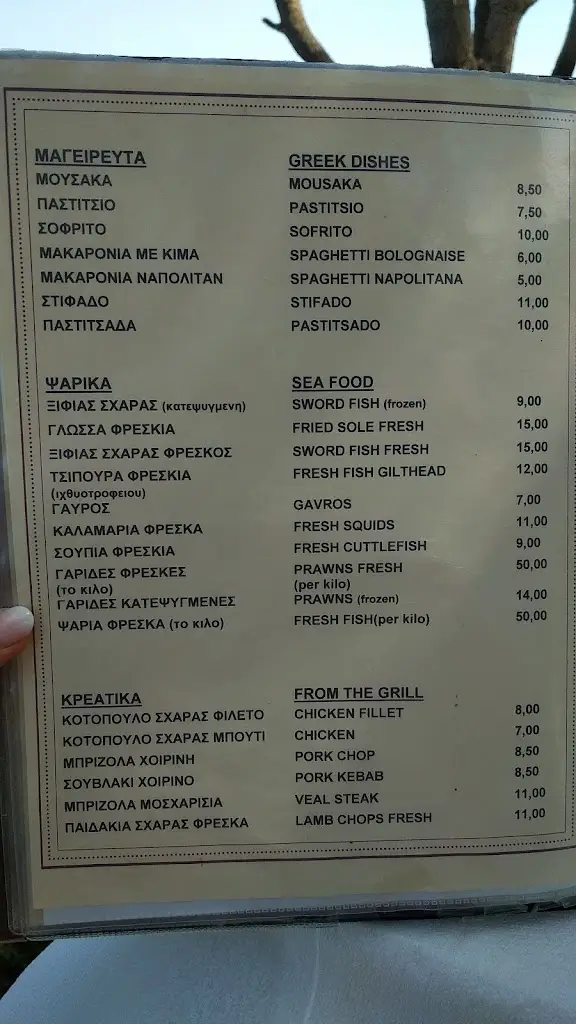 ΜΑΓΕΙΡΕΥΤΑ GREEK DISHES
ΜΟΥΣΑΚΑ MOUSAKA 8,50
ΠΑΣΤΙΤΣΙΟ PASTITSIO 7,50
ΣΟΦΡΙΤΟ SOFRITO 10,00
ΜΑΚΑΡΟΝΙΑ ΜΕ ΚΙΜΑ SPAGHETTI BOLOGNAISE 6,00
ΜΑΚΑΡΟΝΙΑ ΝΑΠΟΛΙΤΑΝ SPAGHETTI NAPOLITANA 5,00
ΣΤΙΦΑΔΟ STIFADO 11,00
ΠΑΣΤΙΤΣΑΔΑ PASTITSADO 10,00
ΨΑΡΙΚΑ SEA FOOD
ΞΙΦΙΑΣ ΣΧΑΡΑΣ (κατεψυγμενη) SWORD FISH (frozen) 9,00
ΓΛΩΣΣΑ ΦΡΕΣΚΙΑ FRIED SOLE FRESH 15,00
ΞΙΦΙΑΣ ΣΧΑΡΑΣ ΦΡΕΣΚΟΣ SWORD FISH FRESH 15,00
ΤΣΙΠΟΥΡΑ ΦΡΕΣΚΙΑ FRESH FISH GILTHEAD 12,00
(ιχθυοτροφειου)
ΓΑΥΡΟΣ GAVROS 7,00
ΚΑΛΑΜΑΡΙΑ ΦΡΕΣΚΑ FRESH SQUIDS 11,00
ΣΟΥΠΙΑ ΦΡΕΣΚΙΑ FRESH CUTTLEFISH 9,00
ΓΑΡΙΔΕΣ ΦΡΕΣΚΕΣ PRAWNS FRESH 50,00
(το κιλο) (per kilo)
ΓΑΡΙΔΕΣ ΚΑΤΕΨΥΓΜΕΝΕΣ PRAWNS (frozen) 14,00
ΨΑΡΙΑ ΦΡΕΣΚΑ (το κιλο) FRESH FISH(per kilo) 50,00
ΚΡΕΑΤΙΚΑ FROM THE GRILL
ΚΟΤΟΠΟΥΛΟ ΣΧΑΡΑΣ ΦΙΛΕΤΟ CHICKEN FILLET 8,00
ΚΟΤΟΠΟΥΛΟ ΣΧΑΡΑΣ ΜΠΟΥΤΙ CHICKEN 7,00
ΜΠΡΙΖΟΛΑ ΧΟΙΡΙΝΗ PORK CHOP 8,50
ΣΟΥΒΛΑΚΙ ΧΟΙΡΙΝΟ PORK KEBAB 8,50
ΜΠΡΙΖΟΛΑ ΜΟΣΧΑΡΙΣΙΑ VEAL STEAK 11,00
ΠΑΙΔΑΚΙΑ ΣΧΑΡΑΣ ΦΡΕΣΚΑ LAMB CHOPS FRESH 11,00